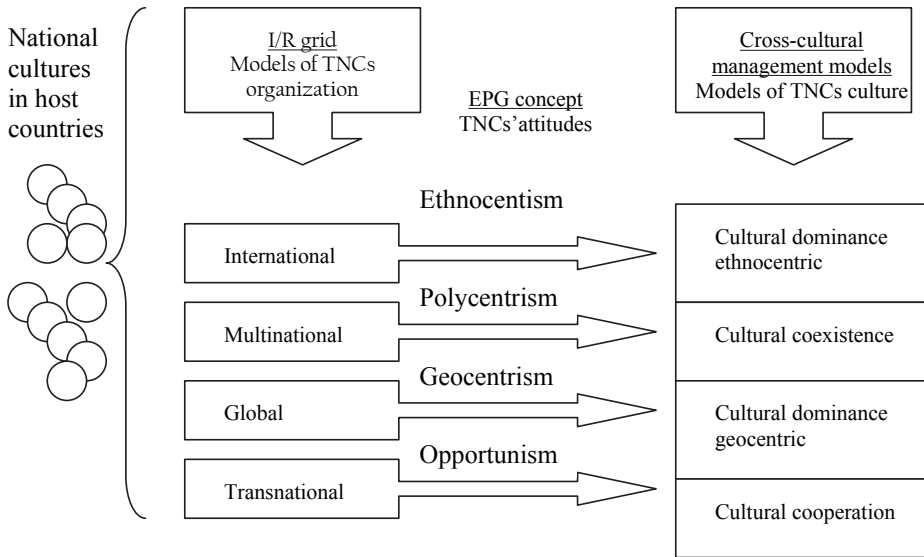 National
cultures
in host
countries
I/R grid
Models of TNCs
organization
EPG concept
TNCs’attitudes
Cross-cultural
management models
Models of TNCs culture
Ethnocentism
International
Cultural dominance
ethnocentric
Polycentrism
Multinational
Cultural coexistence
Geocentrism
Global
Cultural dominance
geocentric
Opportunism
Transnational
Cultural cooperation